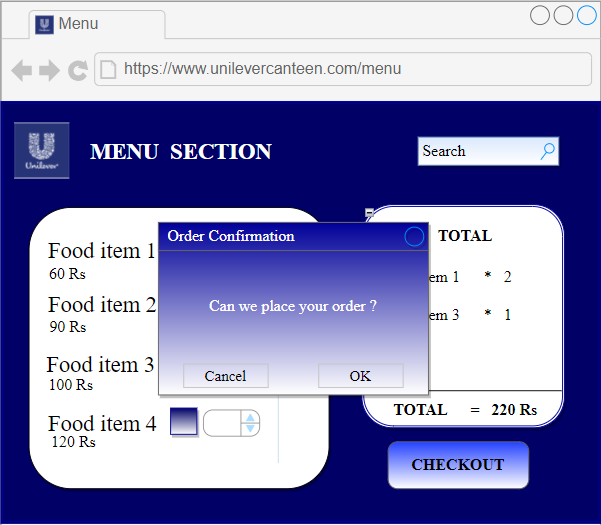 Menu
https://www.unilevercanteen.com/menu
Unilever
MENU SECTION
Search
Food item 1
60 Rs
Food item 2
90 Rs
Food item 3
100 Rs
Food item 4
120 Rs
Order Confirmation
Can we place your order ?
Cancel OK
TOTAL
em 1 * 2
em 3 * 1
TOTAL = 220 Rs
CHECKOUT